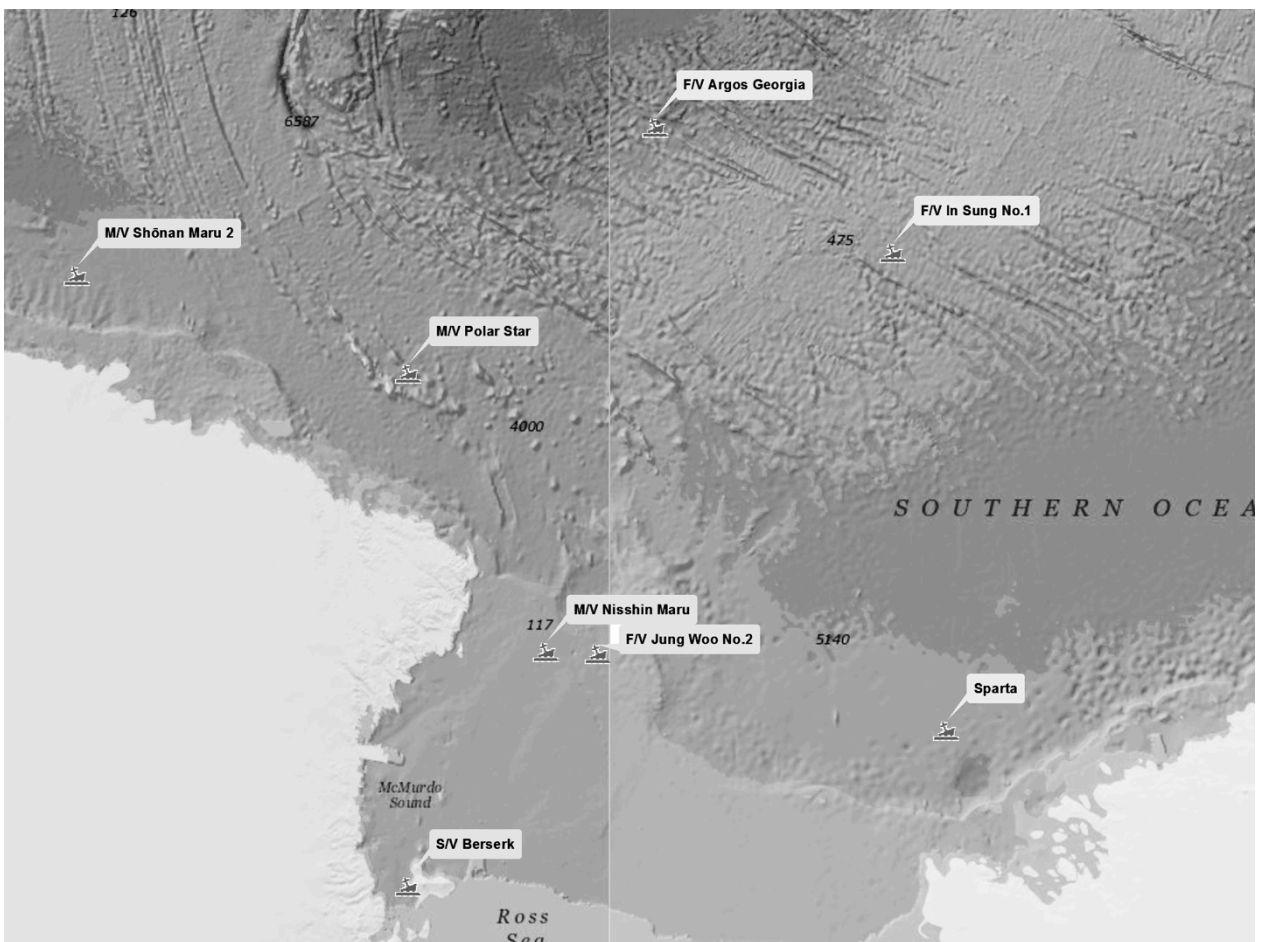 126
F/V Argos Georgia
6587
F/V In Sung No.1
M/V Shōnan Maru 2
475
M/V Polar Star
4000
SOUTHERN OCEA
M/V Nisshin Maru
117
F/V Jung Woo No.2
5140
Sparta
McMurdo
Sound
S/V Berserk
Ross
Sea